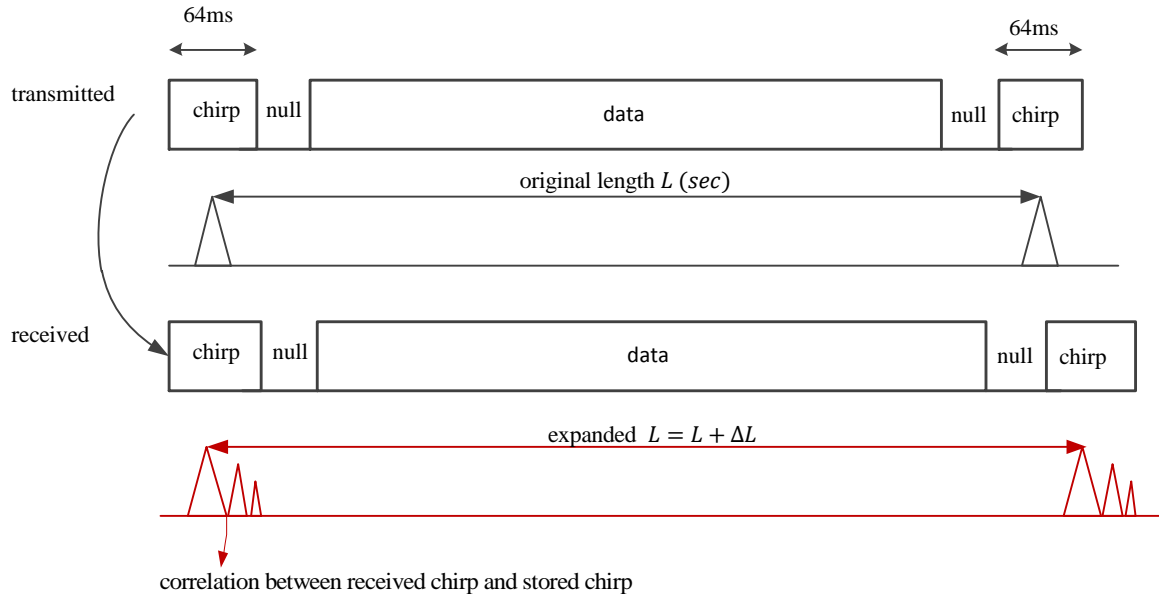 64ms
64ms
transmitted
chirp
null
data
null
chirp
original length L (sec)
received
chirp
null
data
null
chirp
expanded L = L + ΔL
correlation between received chirp and stored chirp